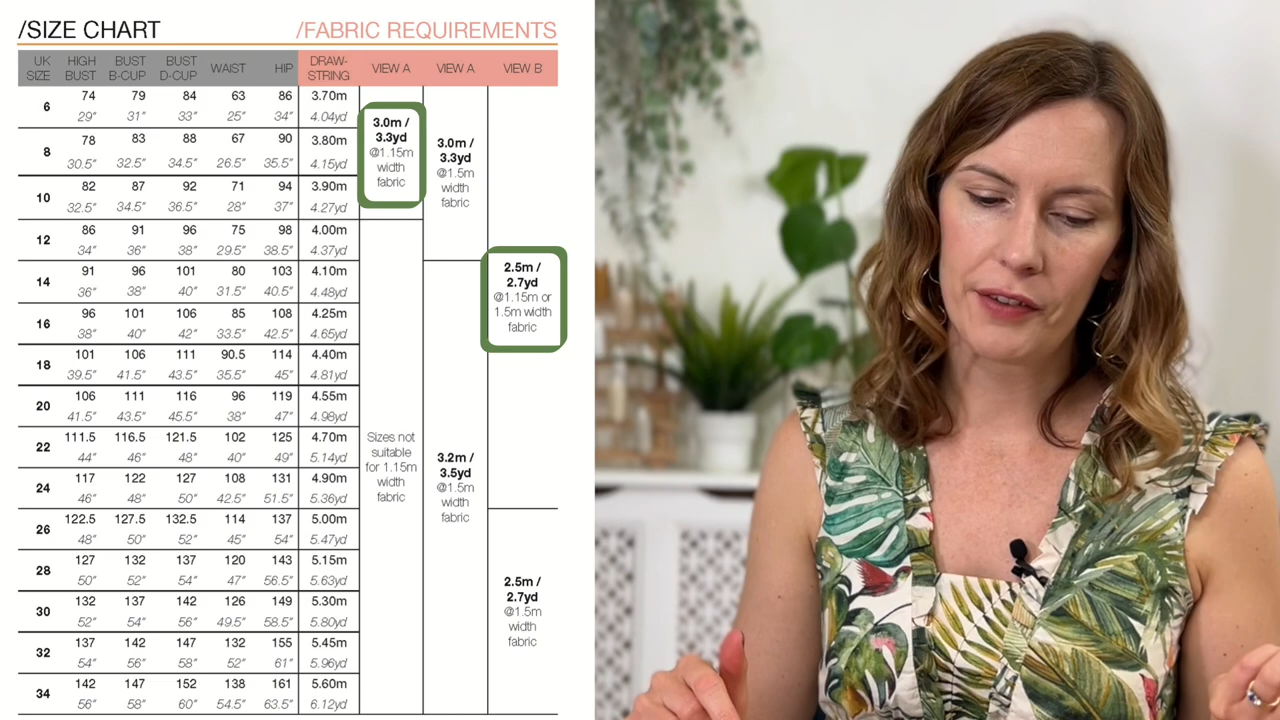 /SIZE CHART /FABRIC REQUIREMENTS
UK SIZE HIGH BUST BUST B-CUP BUST D-CUP WAIST HIP DRAW-STRING VIEW A VIEW A VIEW B
6 74 79 84 63 86 3.70m
29" 31" 33" 25" 34" 4.04yd
8 78 83 88 67 90 3.80m
30.5" 32.5" 34.5" 26.5" 35.5" 4.15yd
10 82 87 92 71 94 3.90m
32.5" 34.5" 36.5" 28" 37" 4.27yd
12 86 91 96 75 98 4.00m
34" 36" 38" 29.5" 38.5" 4.37yd
14 91 96 101 80 103 4.10m
36" 38" 40" 31.5" 40.5" 4.48yd
16 96 101 106 85 108 4.25m
38" 40" 42" 33.5" 42.5" 4.65yd
18 101 106 111 90.5 114 4.40m
39.5" 41.5" 43.5" 35.5" 45" 4.81yd
20 106 111 116 96 119 4.55m
41.5" 43.5" 45.5" 38" 47" 4.98yd
22 111.5 116.5 121.5 102 125 4.70m
44" 46" 48" 40" 49" 5.14yd
24 117 122 127 108 131 4.90m
46" 48" 50" 42.5" 51.5" 5.36yd
26 122.5 127.5 132.5 114 137 5.00m
48" 50" 52" 45" 54" 5.47yd
28 127 132 137 120 143 5.15m
50" 52" 54" 47" 56.5" 5.63yd
30 132 137 142 126 149 5.30m
52" 54" 56" 49.5" 58.5" 5.80yd
32 137 142 147 132 155 5.45m
54" 56" 58" 52" 61" 5.96yd
34 142 147 152 138 161 5.60m
56" 58" 60" 54.5" 63.5" 6.12yd
3.0m /
3.3yd
@1.15m
width
fabric
Sizes not
suitable
for 1.15m
width
fabric
3.0m /
3.3yd
@1.5m
width
fabric
3.2m /
3.5yd
@1.5m
width
fabric
2.5m /
2.7yd
@1.15m or
1.5m width
fabric
2.5m /
2.7yd
@1.5m
width
fabric